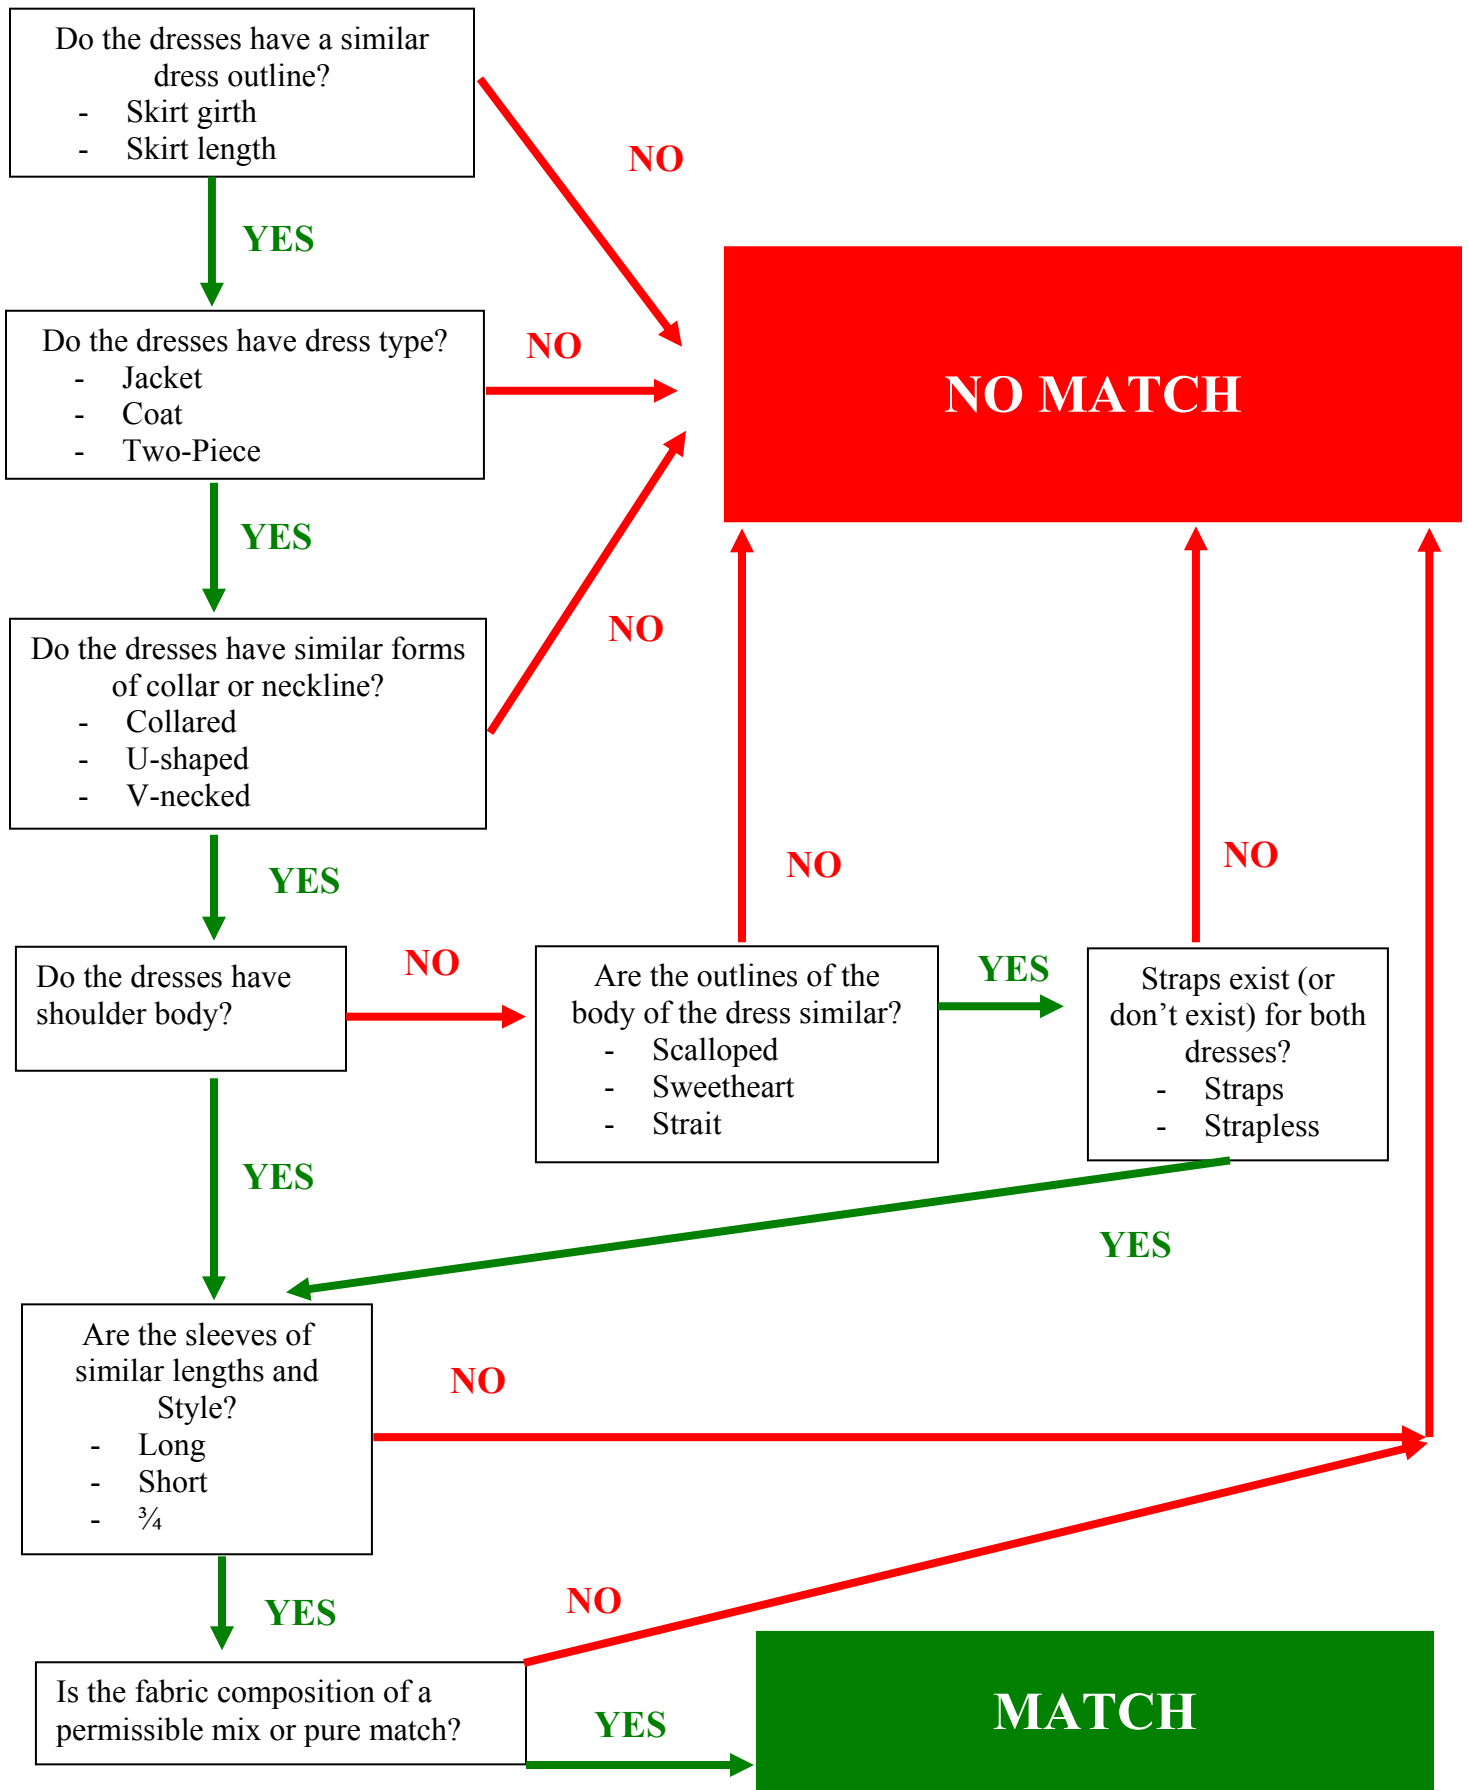 Do the dresses have a similar
dress outline?
- Skirt girth
- Skirt length
NO
YES
Do the dresses have dress type?
- Jacket
- Coat
- Two-Piece
NO
NO MATCH
YES
Do the dresses have similar forms
of collar or neckline?
- Collared
- U-shaped
- V-necked
NO
YES
NO
NO
Do the dresses have
shoulder body?
NO
Are the outlines of the
body of the dress similar?
- Scalloped
- Sweetheart
- Strait
YES
Straps exist (or
don’t exist) for both
dresses?
- Straps
- Strapless
YES
YES
Are the sleeves of
similar lengths and
Style?
- Long
- Short
- ¾
NO
YES
NO
Is the fabric composition of a
permissible mix or pure match?
YES
MATCH